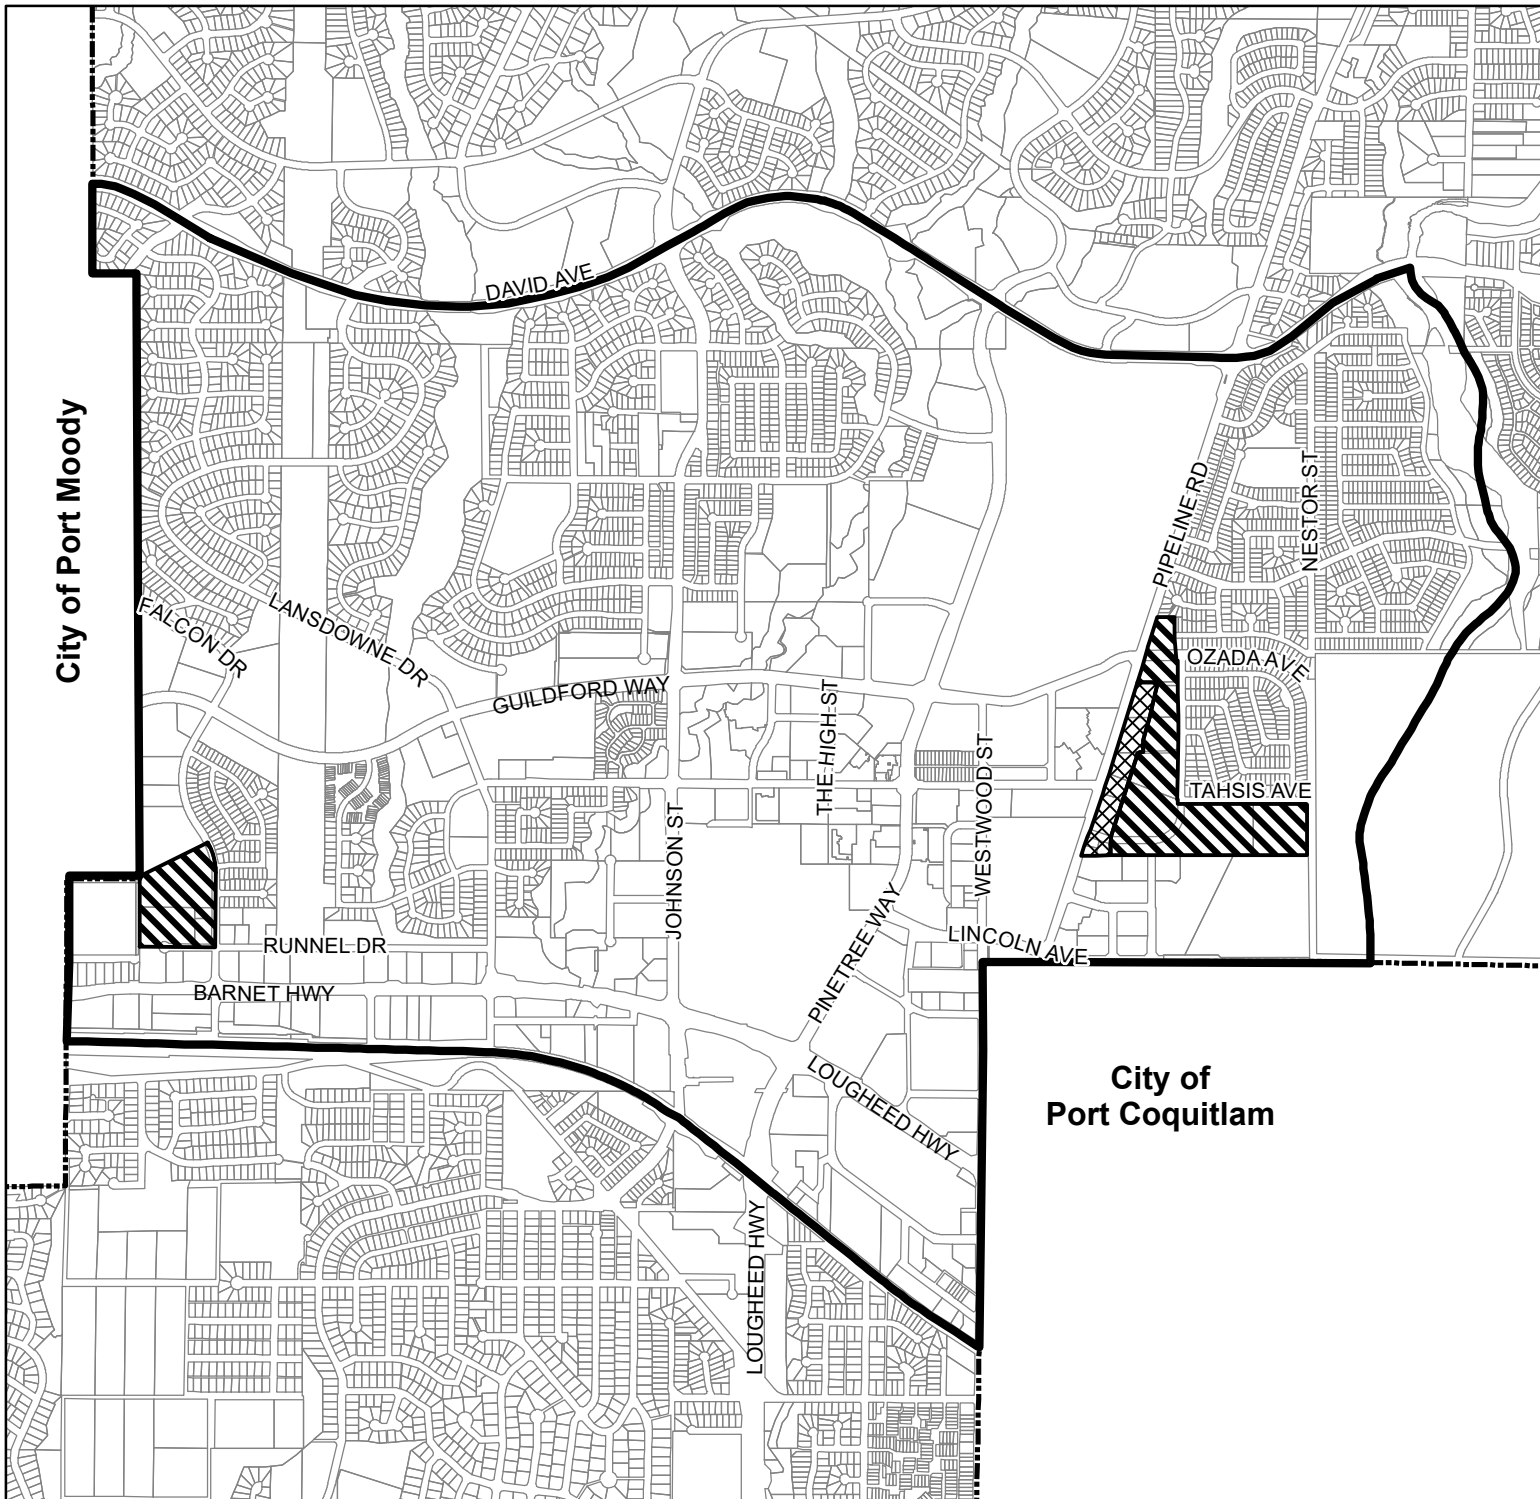 DAVID AVE
City of Port Moody
PIPELINE RD
NESTOR ST
FALCON DR
LANSDOWNE DR
OZADA AVE
GUILDFORD WAY
THE HIGH ST
WESTWOOD ST
TAHSIS AVE
JOHNSON ST
PINETREE WAY
LINCOLN AVE
RUNNEL DR
BARNET HWY
LOUGHEED HWY
City of
Port Coquitlam
LOUGHEED HWY